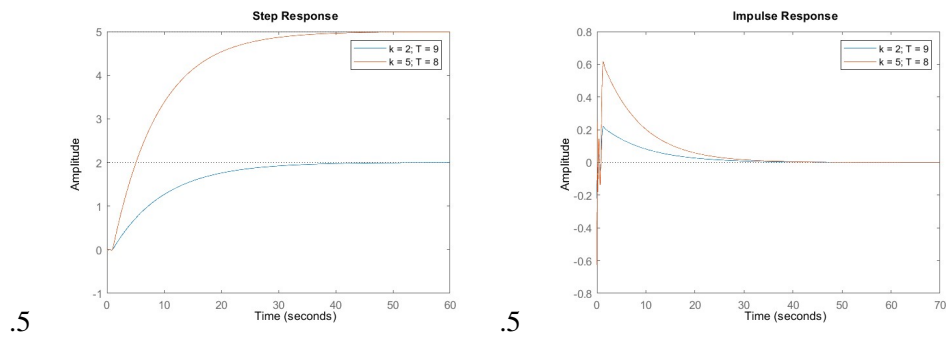 Step Response
5
4
3
2
1
0
-1
Amplitude
k = 2; T = 9
k = 5; T = 8
0 10 20 30 40 50 60
Time (seconds)
.5
Impulse Response
0.8
0.6
0.4
0.2
0
-0.2
-0.4
-0.6
-0.8
Amplitude
k = 2; T = 9
k = 5; T = 8
0 10 20 30 40 50 60 70
Time (seconds)
.5